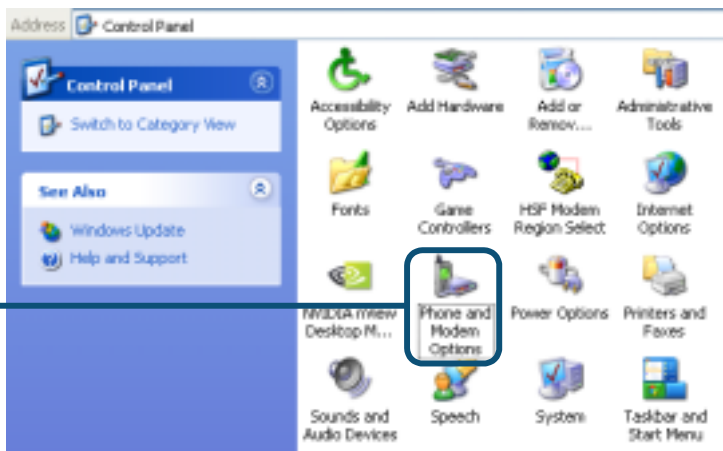 Address Control Panel
Control Panel
Switch to Category View
See Also
Windows Update
Help and Support
Accessibility Options
Add Hardware
Add or Remov...
Administrative Tools
Fonts
Game Controllers
HSF Modem Region Select
Internet Options
NVIDIA nView Desktop M...
Phone and Modem Options
Power Options
Printers and Faxes
Sounds and Audio Devices
Speech
System
Taskbar and Start Menu